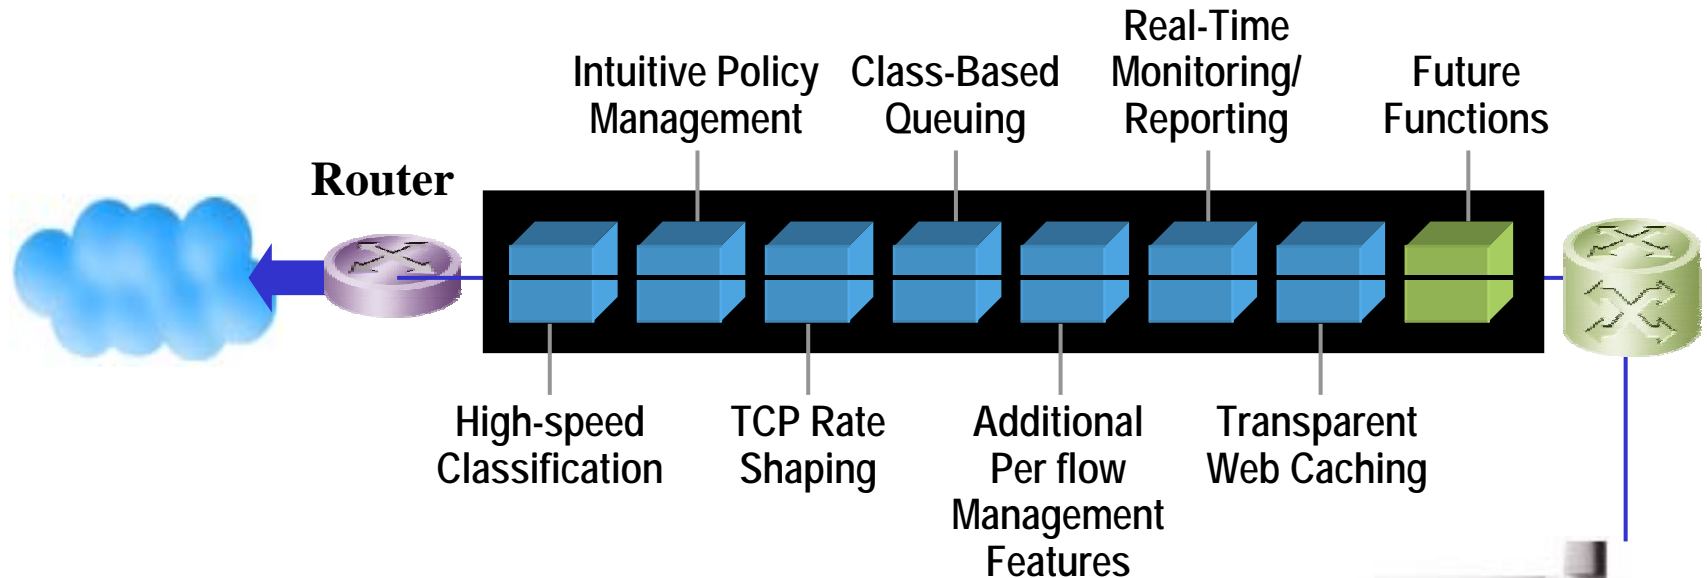 Real-Time
Intuitive Policy
Class-Based
Monitoring/
Future
Management
Queuing
Reporting
Functions
Router
High-speed
TCP Rate
Additional
Transparent
Classification
Shaping
Per flow
Web Caching
Management
Features